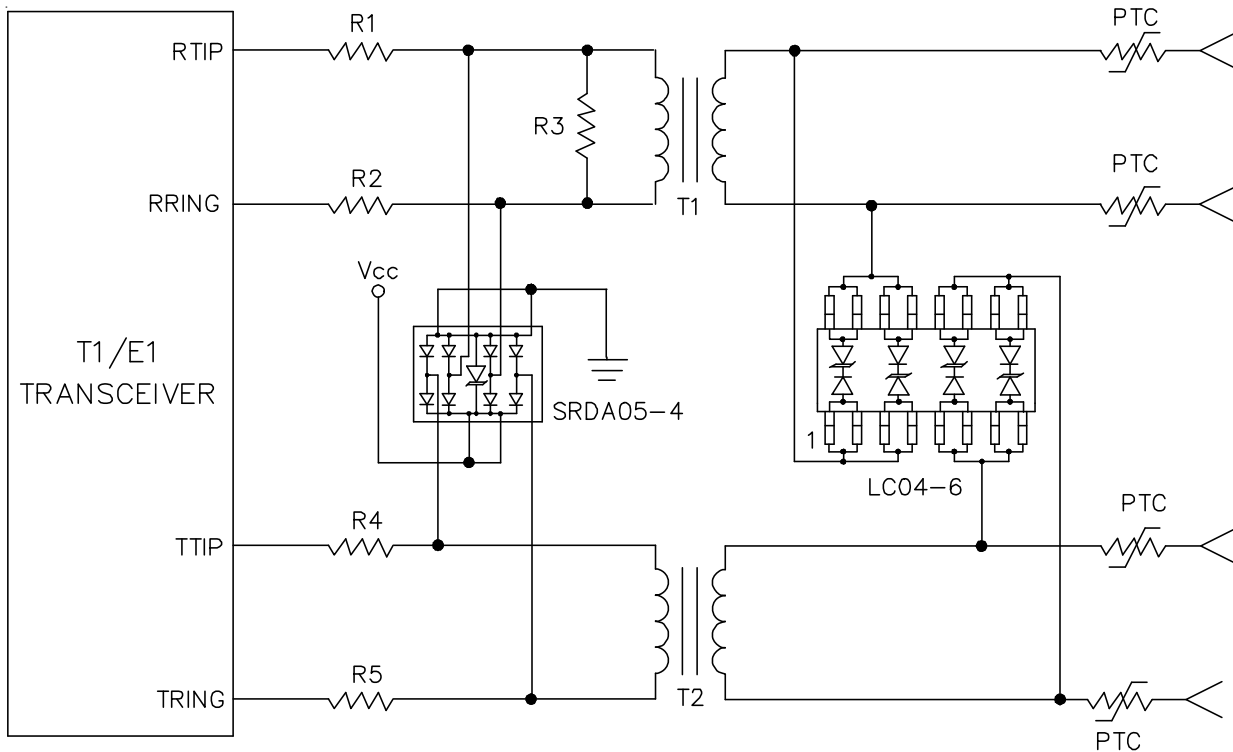 R1
PTC
RTIP
R3
PTC
R2
RRING
T1
Vcc
T1/E1
TRANSCEIVER
SRDA05-4
1
LC04-6
PTC
R4
TTIP
R5
TRING
T2
PTC